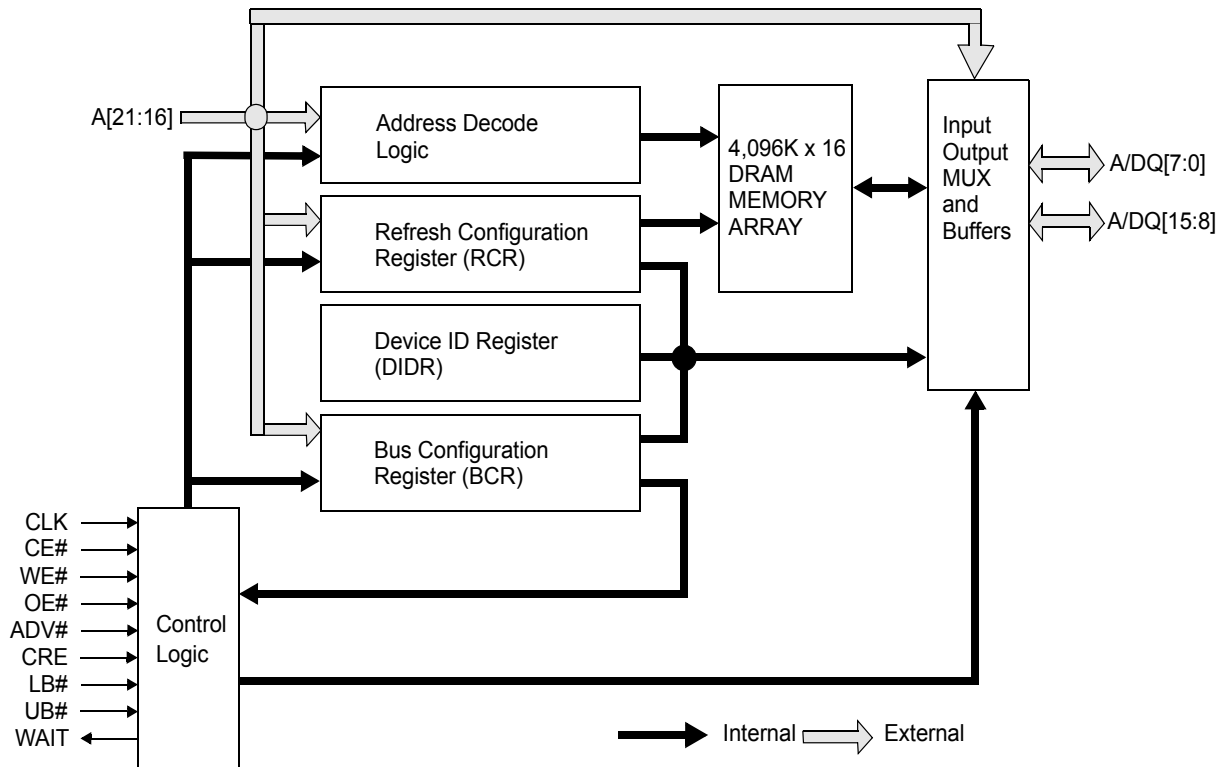 A[21:16]
Address Decode
Logic
4,096K x 16
DRAM
MEMORY
ARRAY
Input
Output
MUX
and
Buffers
A/DQ[7:0]
A/DQ[15:8]
Refresh Configuration
Register (RCR)
Device ID Register
(DIDR)
Bus Configuration
Register (BCR)
CLK
CE#
WE#
OE#
ADV#
CRE
LB#
UB#
WAIT
Control
Logic
Internal
External